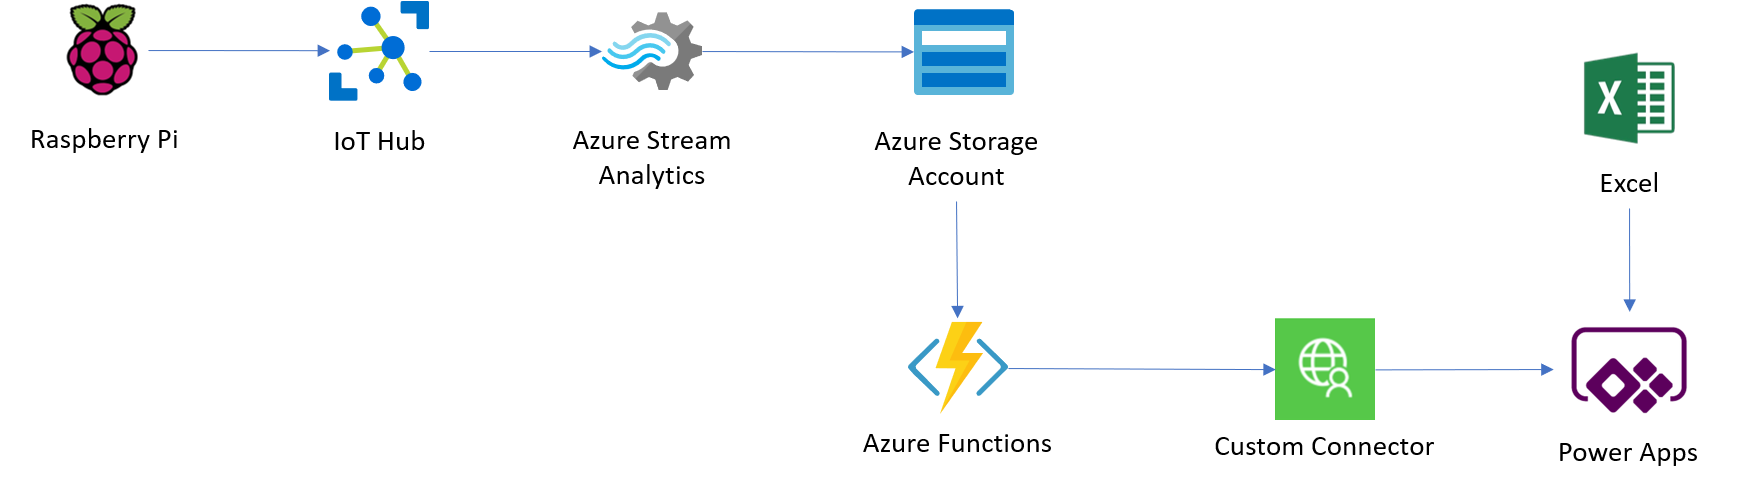 Raspberry Pi
IoT Hub
Azure Stream
Analytics
Azure Storage
Account
X
Excel
Azure Functions
Custom Connector
Power Apps